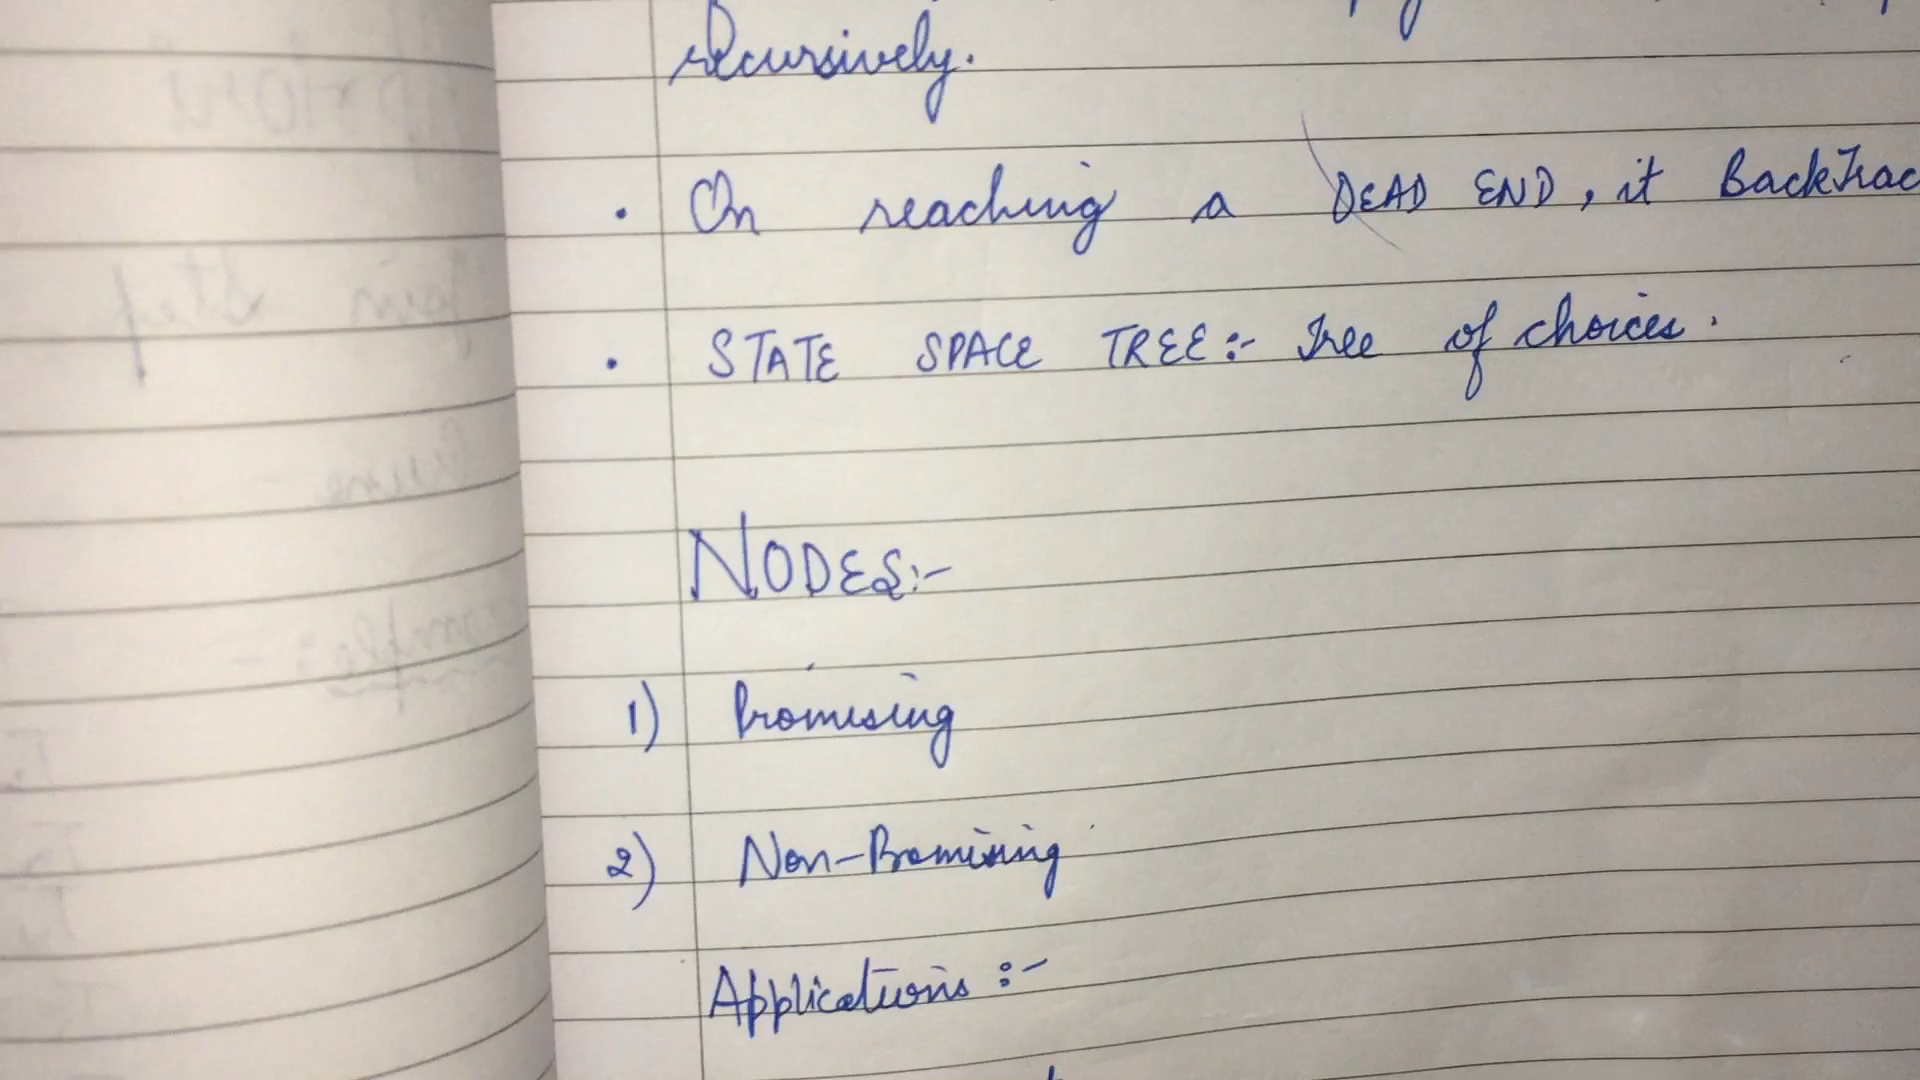 recursively.
. On reaching a DEAD END, it BackTrac
. STATE SPACE TREE:- Tree of choices.
NODES:-
1) Promising
2) Non-Promising
Applications :-